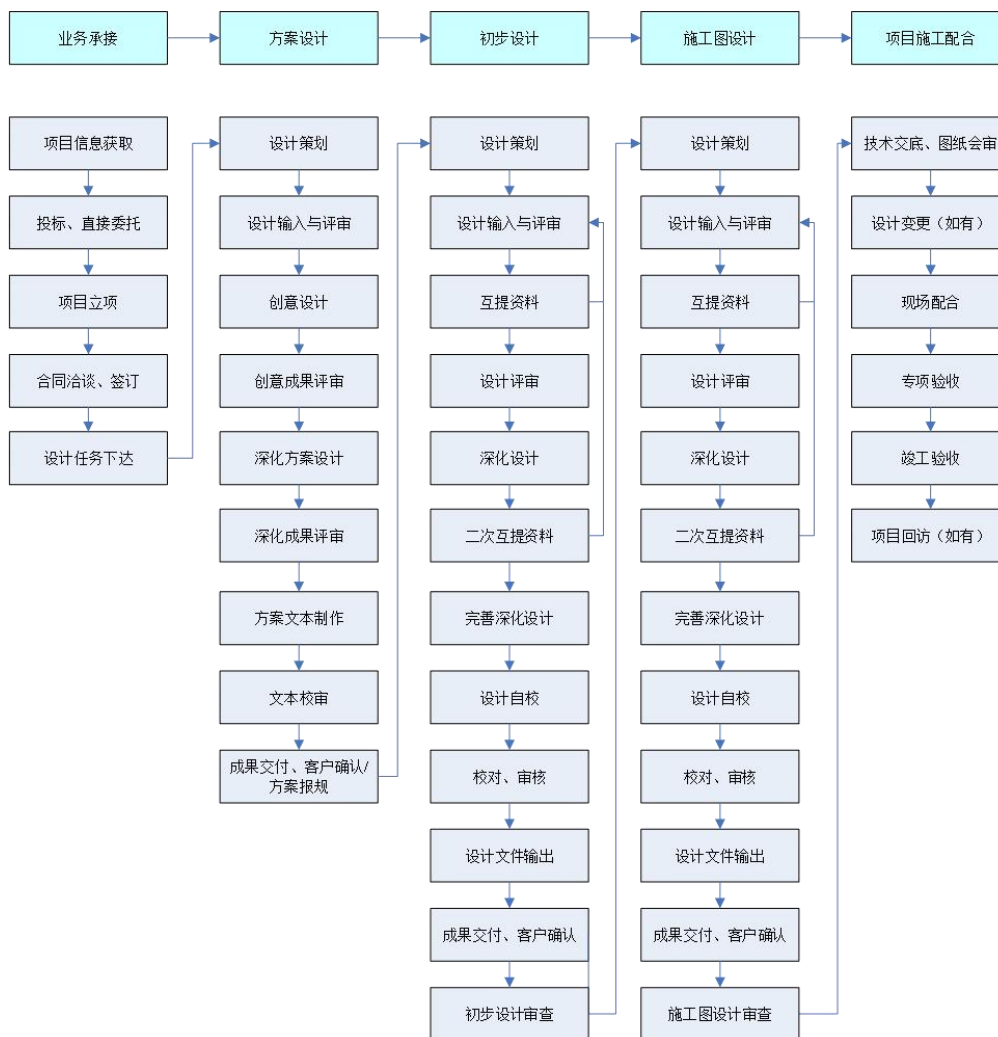 业务承接
方案设计
初步设计
施工图设计
项目施工配合
项目信息获取
投标、直接委托
项目立项
合同洽谈、签订
设计任务下达
设计策划
设计输入与评审
创意设计
创意成果评审
深化方案设计
深化成果评审
方案文本制作
文本校审
成果交付、客户确认/
方案报规
设计策划
设计输入与评审
互提资料
设计评审
深化设计
二次互提资料
完善深化设计
设计自校
校对、审核
设计文件输出
成果交付、客户确认
初步设计审查
设计策划
设计输入与评审
互提资料
设计评审
深化设计
二次互提资料
完善深化设计
设计自校
校对、审核
设计文件输出
成果交付、客户确认
施工图设计审查
技术交底、图纸会审
设计变更（如有）
现场配合
专项验收
竣工验收
项目回访（如有）